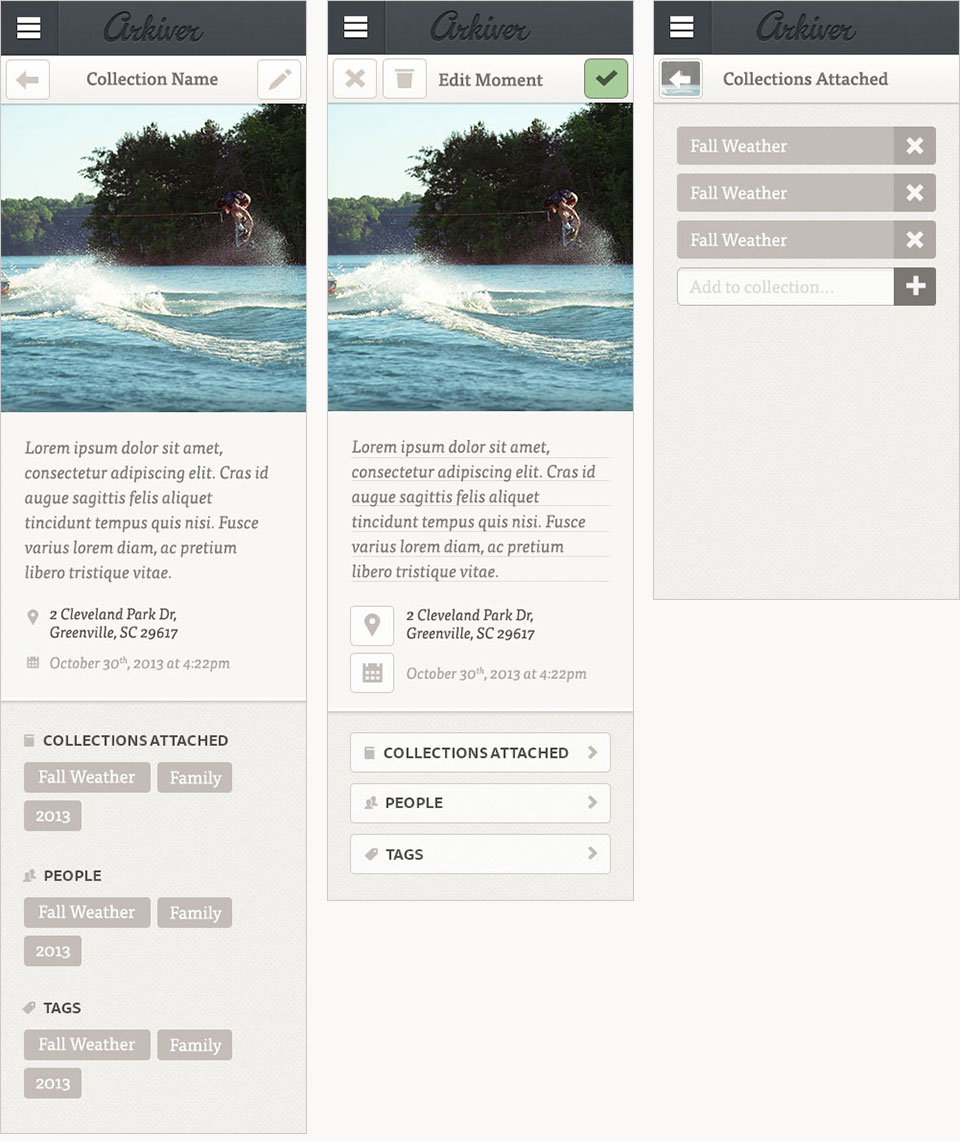 Arkiver
Collection Name
Lorem ipsum dolor sit amet,
consectetur adipiscing elit. Cras id
augue sagittis felis aliquet
tincidunt tempus quis nisi. Fusce
varius lorem diam, ac pretium
libero tristique vitae.
2 Cleveland Park Dr,
Greenville, SC 29617
October 30th, 2013 at 4:22pm
COLLECTIONS ATTACHED
Fall Weather Family
2013
PEOPLE
Fall Weather Family
2013
TAGS
Fall Weather Family
2013
Arkiver
Edit Moment
Lorem ipsum dolor sit amet,
consectetur adipiscing elit. Cras id
augue sagittis felis aliquet
tincidunt tempus quis nisi. Fusce
varius lorem diam, ac pretium
libero tristique vitae.
2 Cleveland Park Dr,
Greenville, SC 29617
October 30th, 2013 at 4:22pm
COLLECTIONS ATTACHED
PEOPLE
TAGS
Arkiver
Collections Attached
Fall Weather
Fall Weather
Fall Weather
Add to collection...